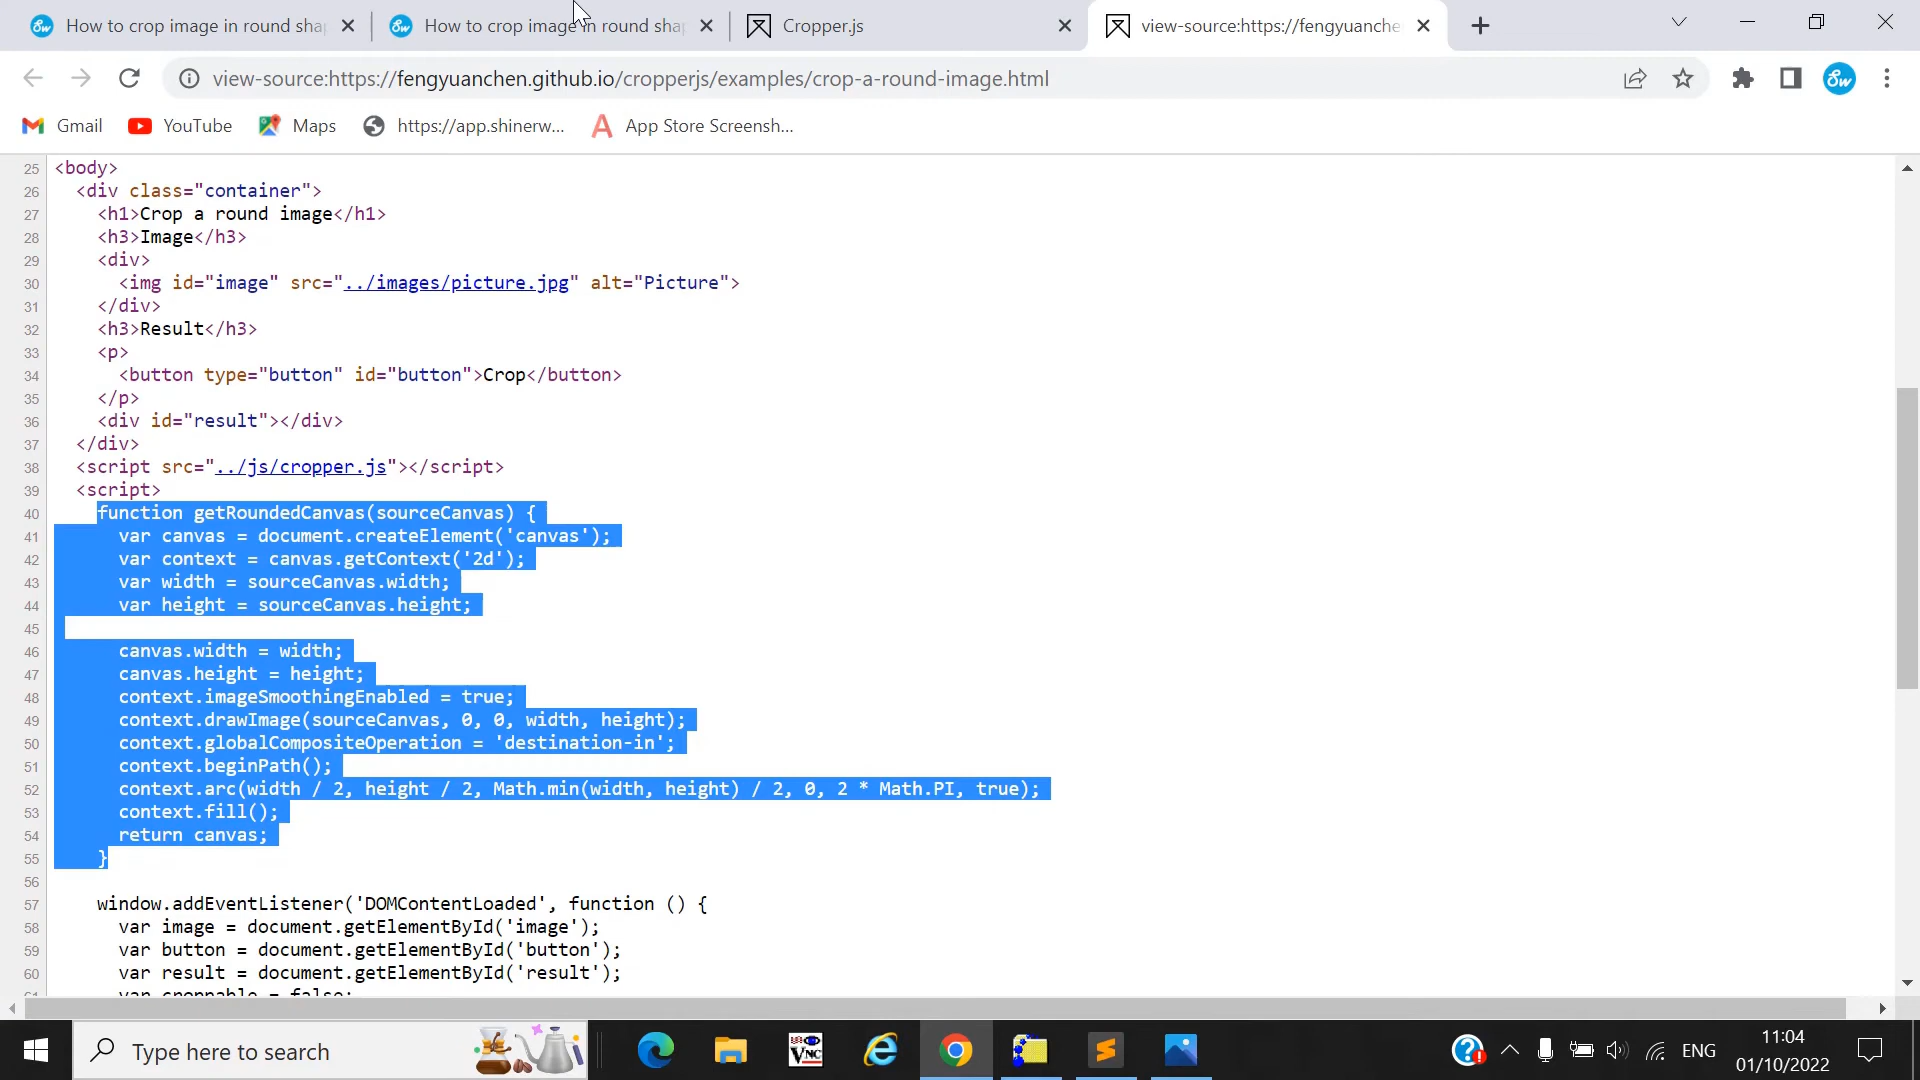 How to crop image in round sha
How to crop image in round sha
Cropper.js
view-source:https://fengyuanche
view-source:https://fengyuanchen.github.io/cropperjs/examples/crop-a-round-image.html
Gmail
YouTube
Maps
https://app.shinerw...
App Store Screensh...
25 <body>
26 <div class="container">
27 <h1>Crop a round image</h1>
28 <h3>Image</h3>
29 <div>
30 <img id="image" src="../images/picture.jpg" alt="Picture">
31 </div>
32 <h3>Result</h3>
33 <p>
34 <button type="button" id="button">Crop</button>
35 </p>
36 <div id="result"></div>
37 </div>
38 <script src="../js/cropper.js"></script>
39 <script>
40 function getRoundedCanvas(sourceCanvas) {
41 var canvas = document.createElement('canvas');
42 var context = canvas.getContext('2d');
43 var width = sourceCanvas.width;
44 var height = sourceCanvas.height;
45
46 canvas.width = width;
47 canvas.height = height;
48 context.imageSmoothingEnabled = true;
49 context.drawImage(sourceCanvas, 0, 0, width, height);
50 context.globalCompositeOperation = 'destination-in';
51 context.beginPath();
52 context.arc(width / 2, height / 2, Math.min(width, height) / 2, 0, 2 * Math.PI, true);
53 context.fill();
54 return canvas;
55 }
56
57 window.addEventListener('DOMContentLoaded', function () {
58 var image = document.getElementById('image');
59 var button = document.getElementById('button');
60 var result = document.getElementById('result');
61 var croppable = false;
Type here to search
VNC
ENG
11:04
01/10/2022